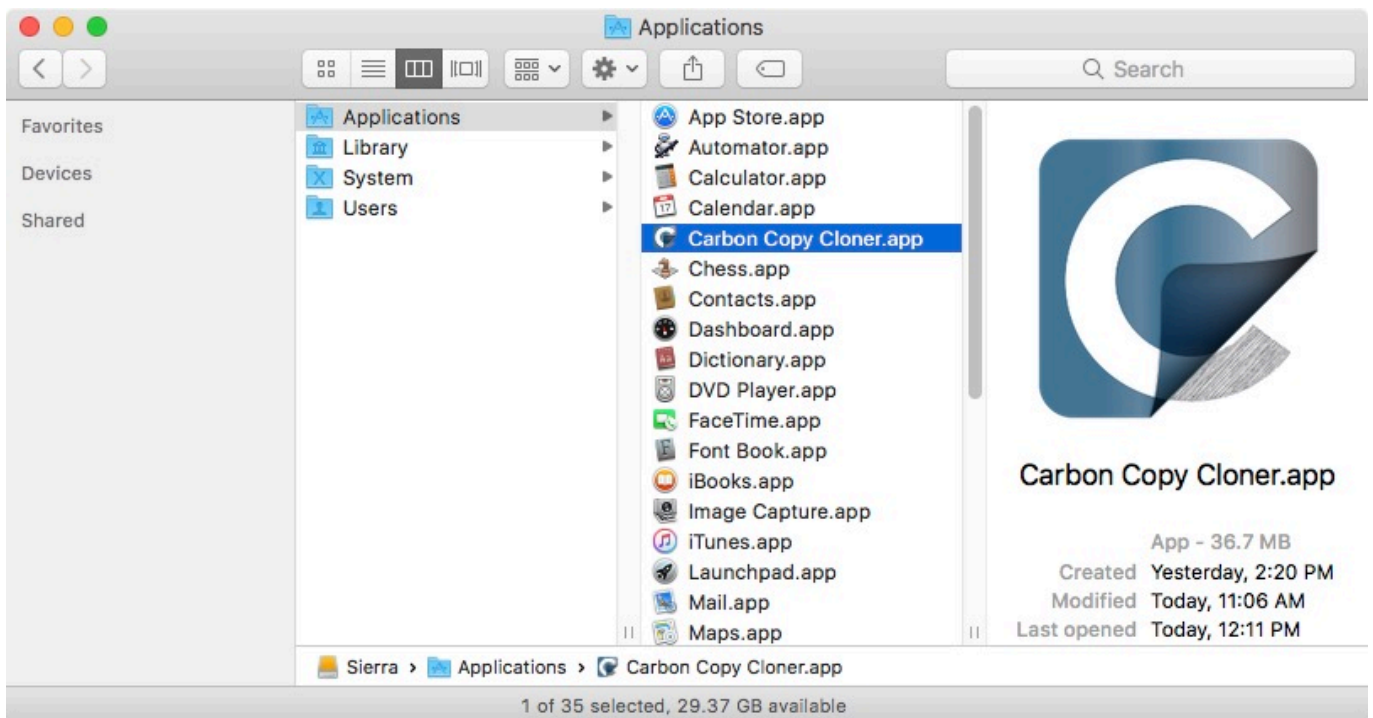 Applications
Search
Favorites
Devices
Shared
Applications
Library
System
Users
App Store.app
Automator.app
Calculator.app
Calendar.app
Carbon Copy Cloner.app
Chess.app
Contacts.app
Dashboard.app
Dictionary.app
DVD Player.app
FaceTime.app
Font Book.app
iBooks.app
Image Capture.app
iTunes.app
Launchpad.app
Mail.app
Maps.app
Carbon Copy Cloner.app
App - 36.7 MB
Created Yesterday, 2:20 PM
Modified Today, 11:06 AM
Last opened Today, 12:11 PM
Sierra › Applications › Carbon Copy Cloner.app
1 of 35 selected, 29.37 GB available